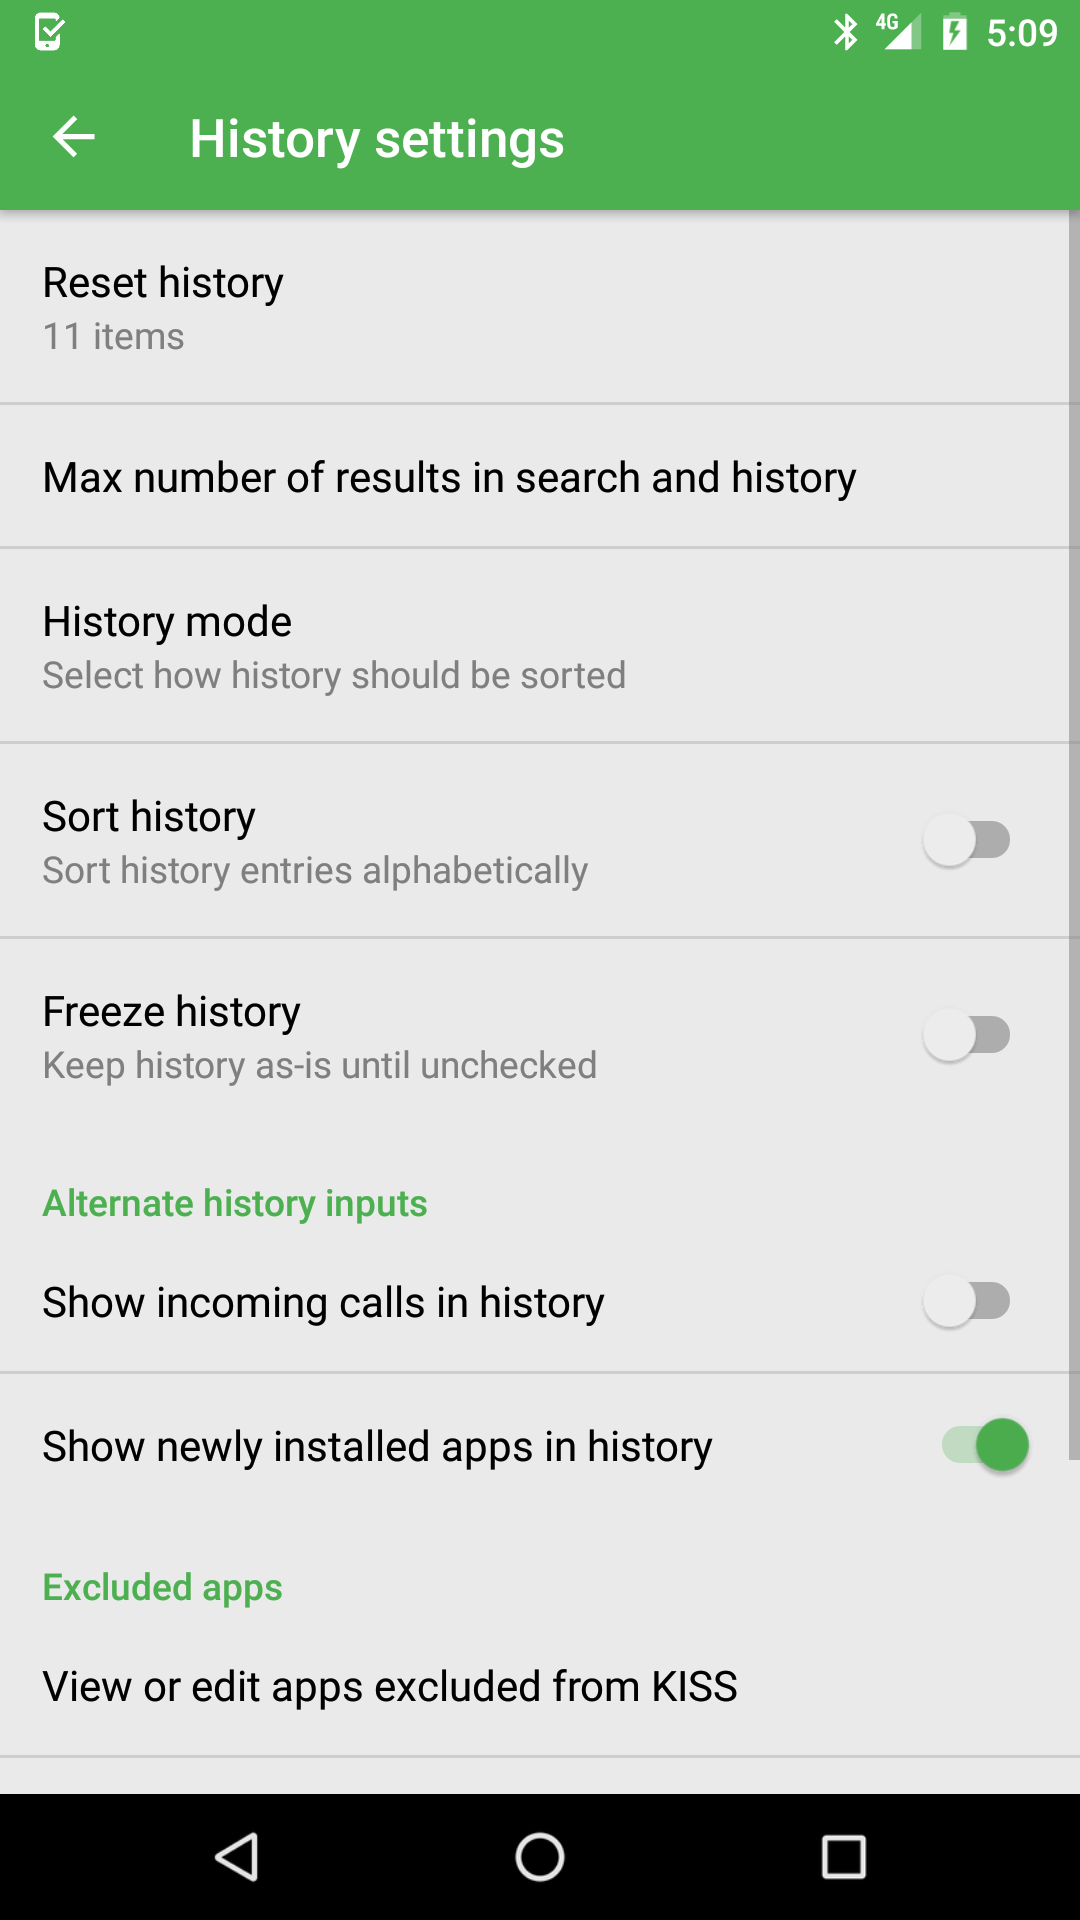 4G 5:09
History settings
Reset history
11 items
Max number of results in search and history
History mode
Select how history should be sorted
Sort history
Sort history entries alphabetically
Freeze history
Keep history as-is until unchecked
Alternate history inputs
Show incoming calls in history
Show newly installed apps in history
Excluded apps
View or edit apps excluded from KISS